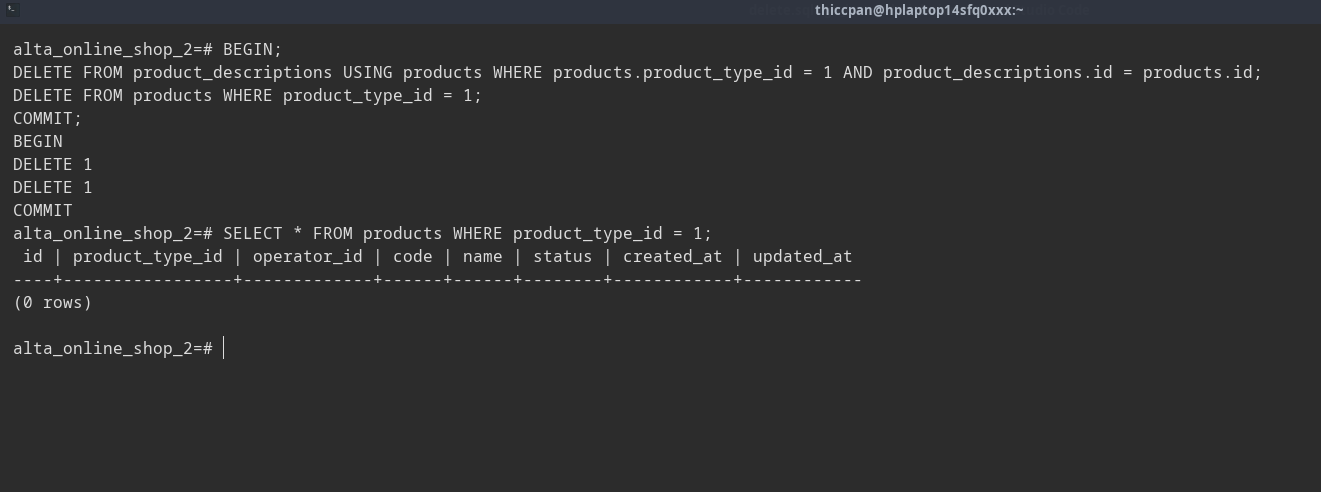 thiccpan@hplaptop14sfq0xxx:~
alta_online_shop_2=# BEGIN;
DELETE FROM product_descriptions USING products WHERE products.product_type_id = 1 AND product_descriptions.id = products.id;
DELETE FROM products WHERE product_type_id = 1;
COMMIT;
BEGIN
DELETE 1
DELETE 1
COMMIT
alta_online_shop_2=# SELECT * FROM products WHERE product_type_id = 1;
 id | product_type_id | operator_id | code | name | status | created_at | updated_at
----+-----------------+-------------+------+------+--------+------------+------------
(0 rows)
alta_online_shop_2=#